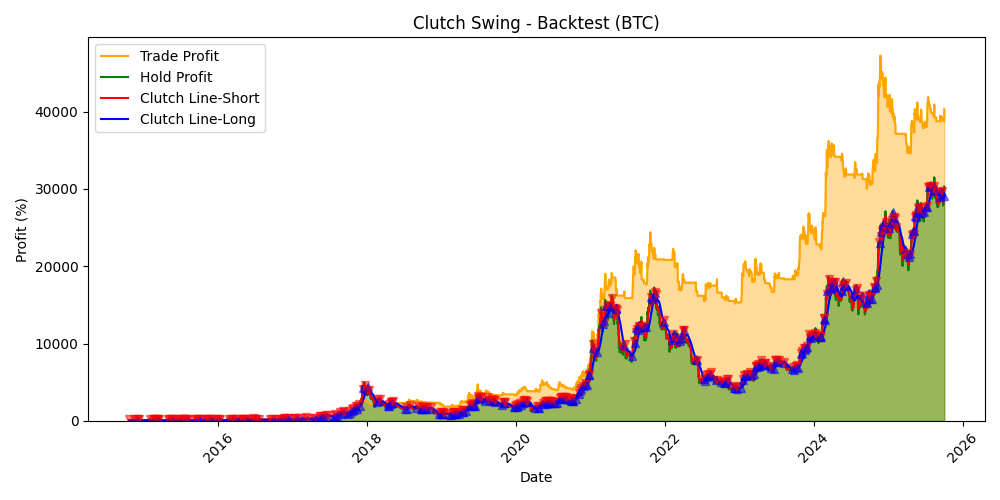 Clutch Swing - Backtest (BTC)
Trade Profit
Hold Profit
Clutch Line-Short
Clutch Line-Long
Profit (%)
40000
30000
20000
10000
0
2016
2018
2020
2022
2024
2026
Date